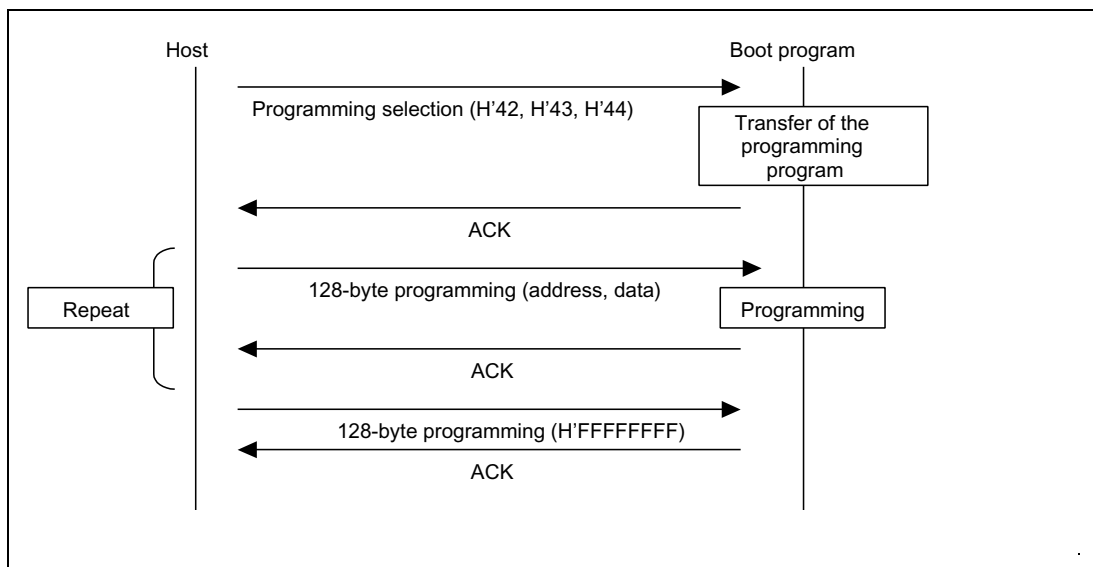 Host
Boot program
Programming selection (H'42, H'43, H'44)
Transfer of the
programming
program
ACK
128-byte programming (address, data)
Repeat
Programming
ACK
128-byte programming (H'FFFFFFFF)
ACK